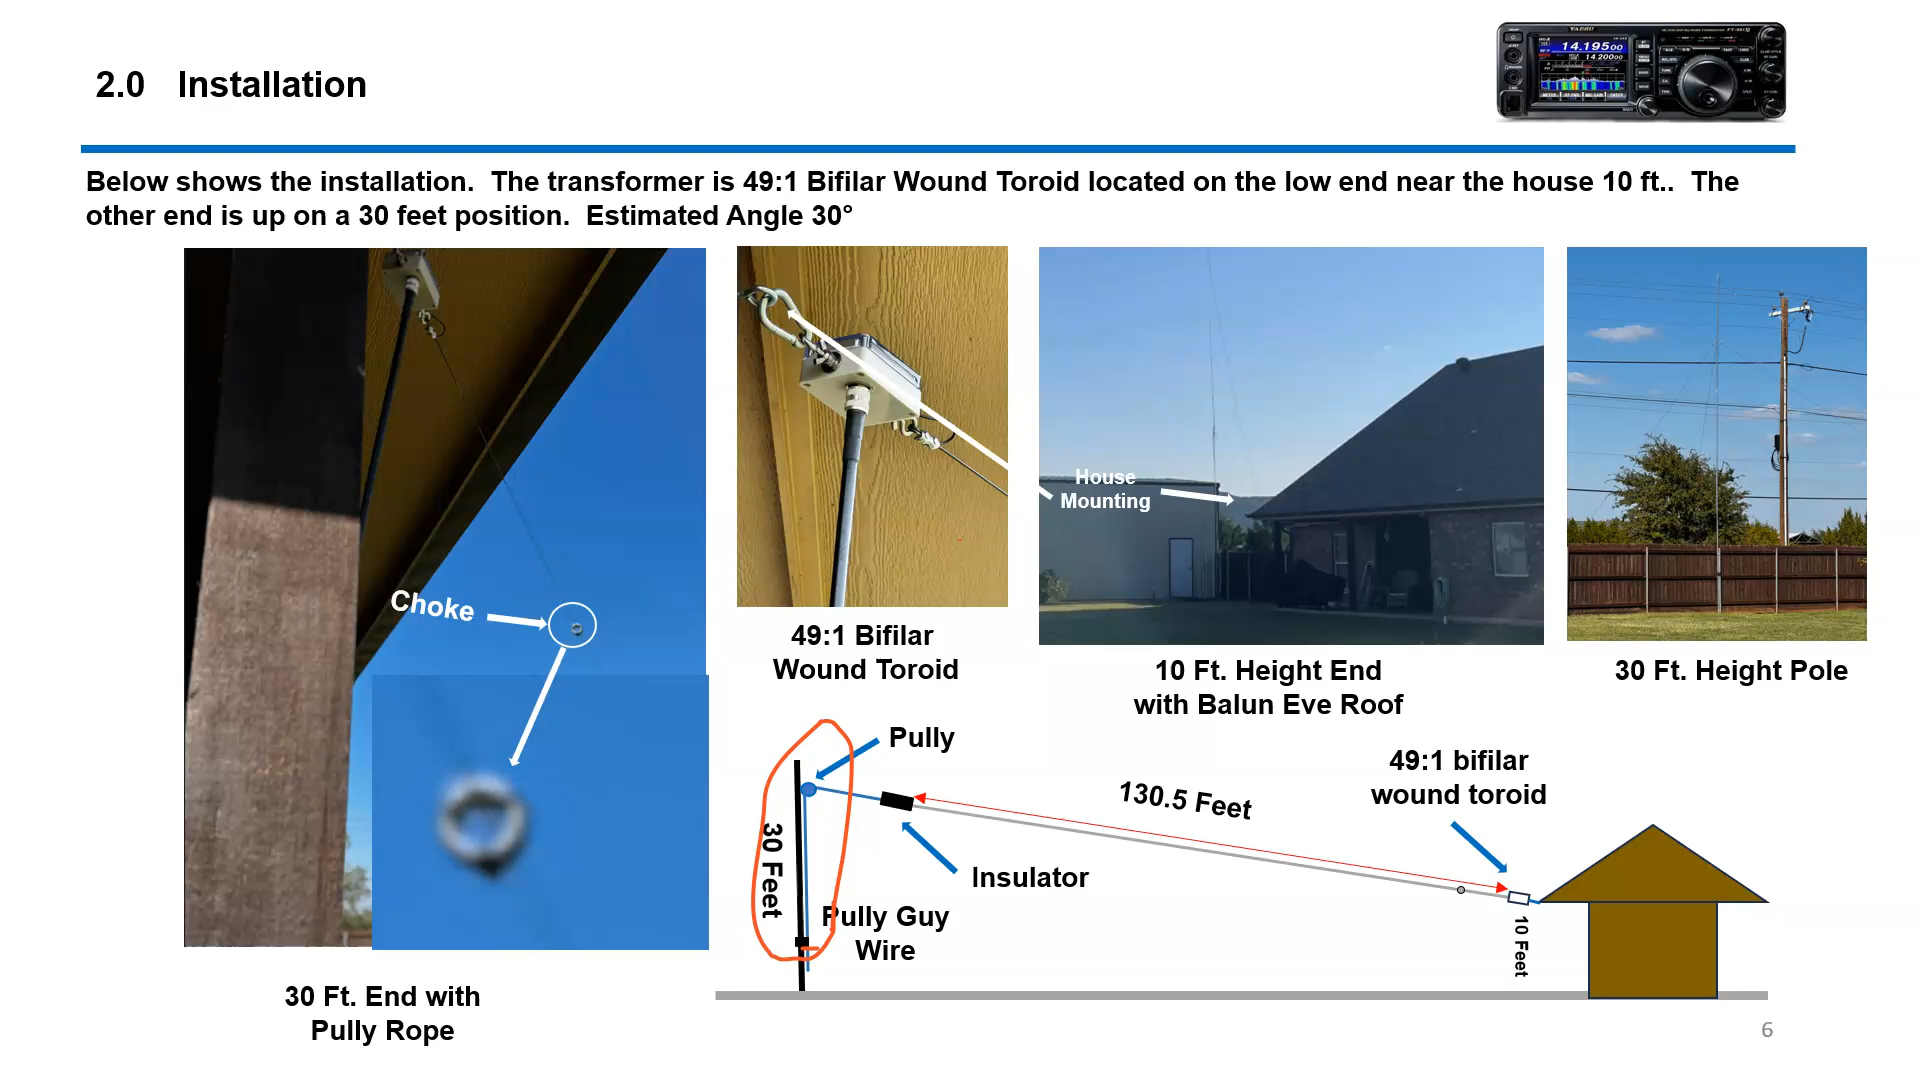 2.0 Installation
YAESU
14.19500
14 20000
Below shows the installation. The transformer is 49:1 Bifilar Wound Toroid located on the low end near the house 10 ft.. The
other end is up on a 30 feet position. Estimated Angle 30°
Choke
House
Mounting
49:1 Bifilar
Wound Toroid
10 Ft. Height End
with Balun Eve Roof
30 Ft. Height Pole
Pully
130.5 Feet
49:1 bifilar
wound toroid
30 Feet
Insulator
Pully Guy
Wire
10 Feet
30 Ft. End with
Pully Rope
6